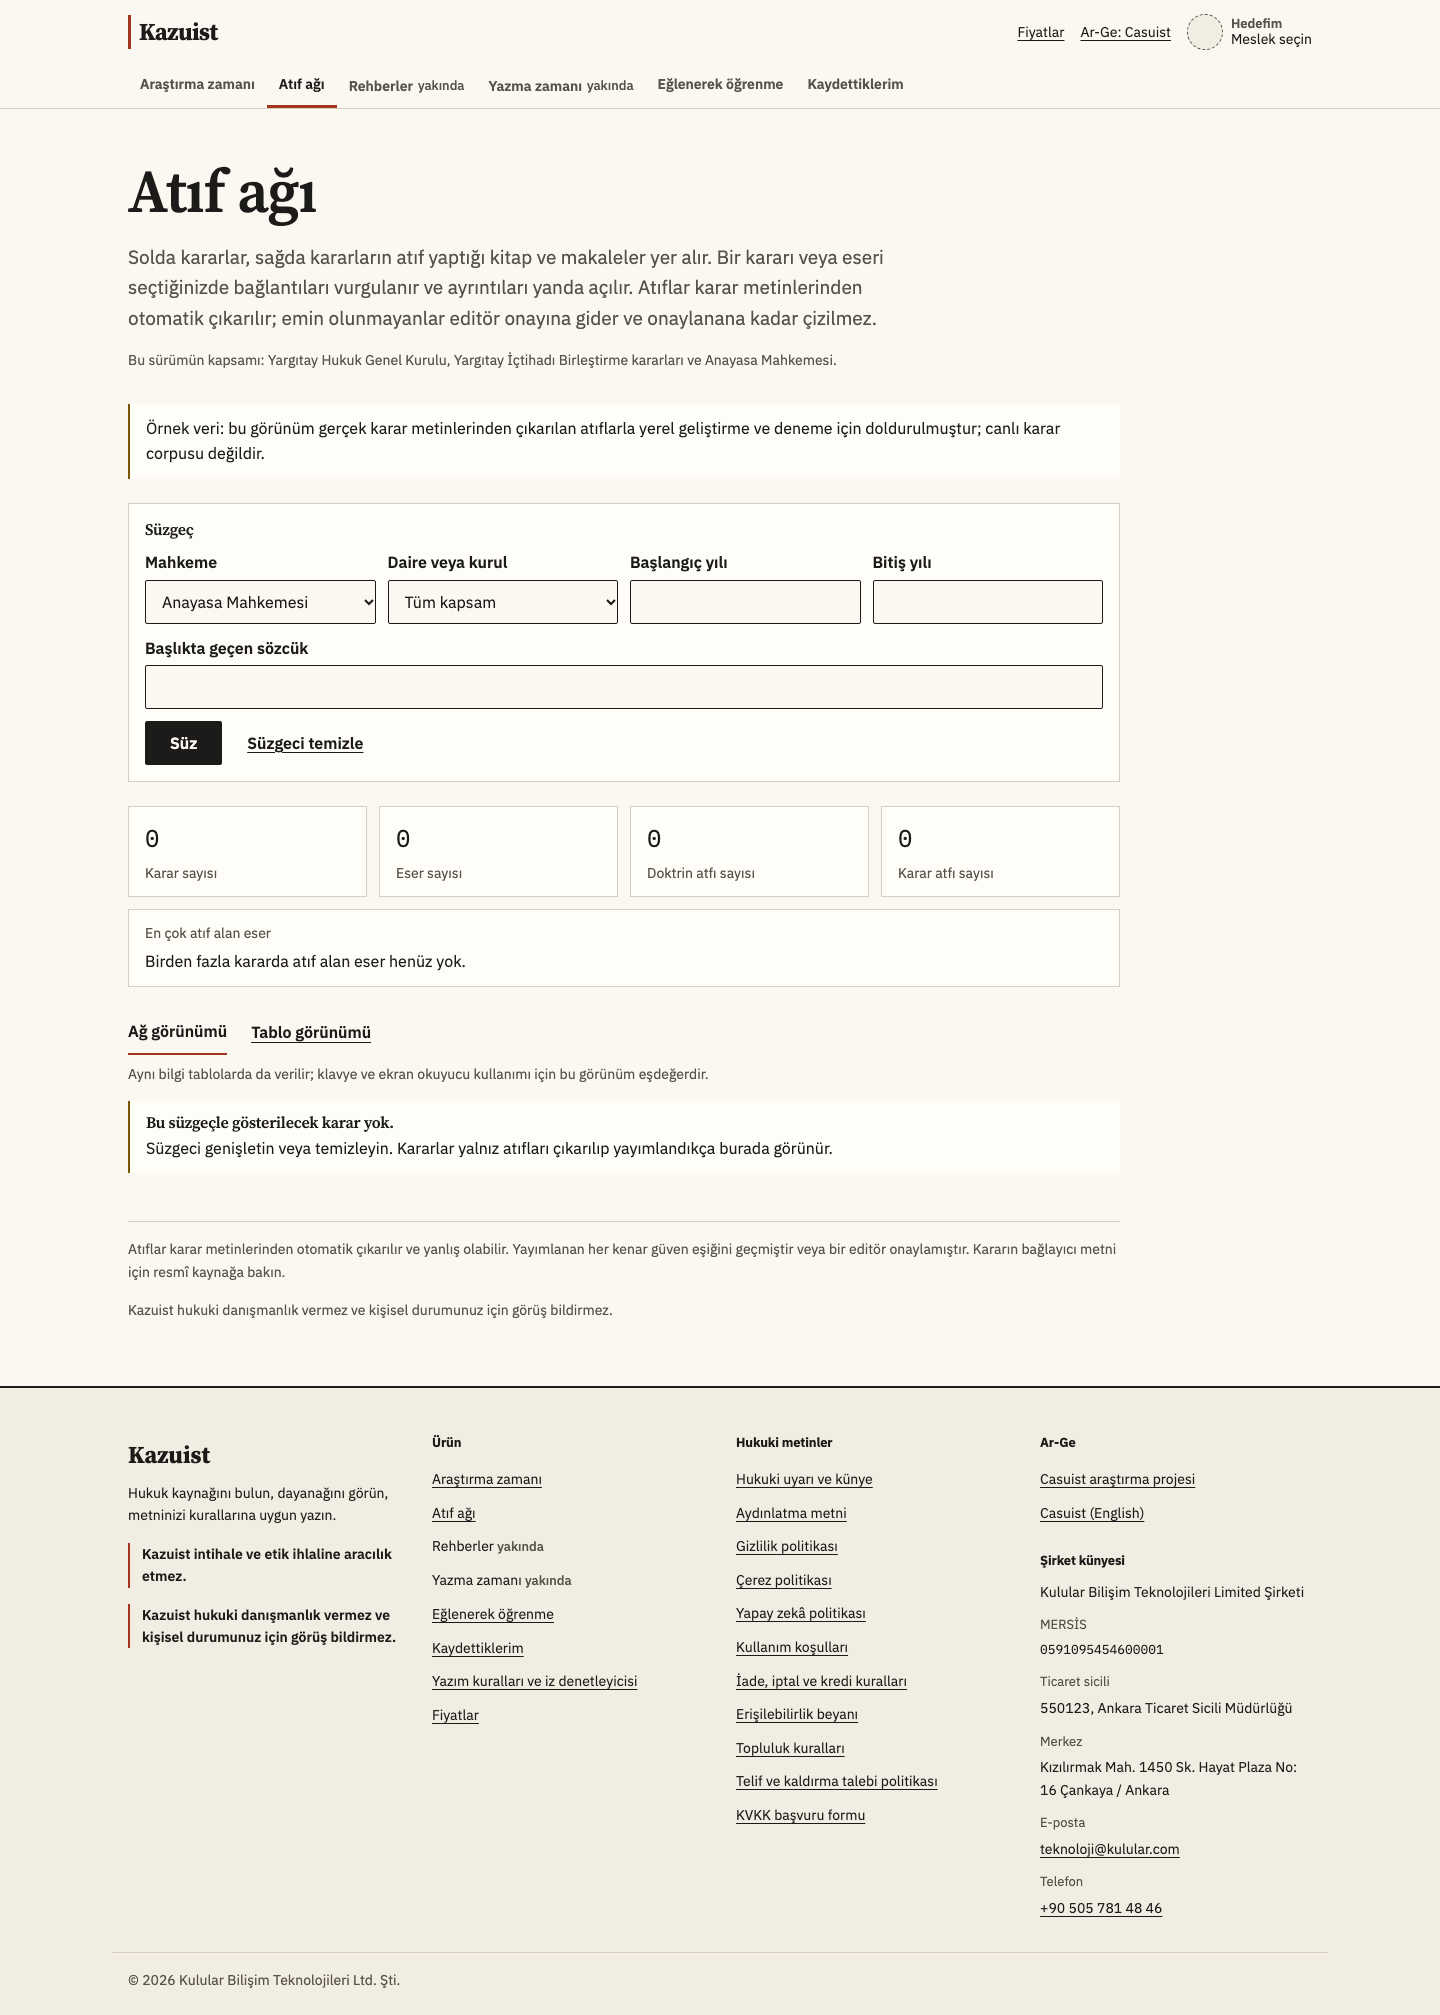 Kazuist
Fiyatlar
Ar-Ge: Casuist
Hedefim
Meslek seçin
Araştırma zamanı
Atıf ağı
Rehberler yakında
Yazma zamanı yakında
Eğlenerek öğrenme
Kaydettiklerim
Atıf ağı
Solda kararlar, sağda kararların atıf yaptığı kitap ve makaleler yer alır. Bir kararı veya eseri
seçtiğinizde bağlantıları vurgulanır ve ayrıntıları yanda açılır. Atıflar karar metinlerinden
otomatik çıkarılır; emin olunmayanlar editör onayına gider ve onaylanana kadar çizilmez.
Bu sürümün kapsamı: Yargıtay Hukuk Genel Kurulu, Yargıtay İçtihadı Birleştirme kararları ve Anayasa Mahkemesi.
Örnek veri: bu görünüm gerçek karar metinlerinden çıkarılan atıflarla yerel geliştirme ve deneme için doldurulmuştur; canlı karar
corpusu değildir.
Süzgeç
Mahkeme
Daire veya kurul
Başlangıç yılı
Bitiş yılı
Anayasa Mahkemesi
Tüm kapsam
Başlıkta geçen sözcük
Süz
Süzgeci temizle
0
Karar sayısı
0
Eser sayısı
0
Doktrin atfı sayısı
0
Karar atfı sayısı
En çok atıf alan eser
Birden fazla kararda atıf alan eser henüz yok.
Ağ görünümü
Tablo görünümü
Aynı bilgi tablolarda da verilir; klavye ve ekran okuyucu kullanımı için bu görünüm eşdeğerdir.
Bu süzgeçle gösterilecek karar yok.
Süzgeci genişletin veya temizleyin. Kararlar yalnız atıfları çıkarılıp yayımlandıkça burada görünür.
Atıflar karar metinlerinden otomatik çıkarılır ve yanlış olabilir. Yayımlanan her kenar güven eşiğini geçmiştir veya bir editör onaylamıştır. Kararın bağlayıcı metni
için resmî kaynağa bakın.
Kazuist hukuki danışmanlık vermez ve kişisel durumunuz için görüş bildirmez.
Kazuist
Hukuk kaynağını bulun, dayanağını görün,
metninizi kurallarına uygun yazın.
Kazuist intihale ve etik ihlaline aracılık
etmez.
Kazuist hukuki danışmanlık vermez ve
kişisel durumunuz için görüş bildirmez.
Ürün
Araştırma zamanı
Atıf ağı
Rehberler yakında
Yazma zamanı yakında
Eğlenerek öğrenme
Kaydettiklerim
Yazım kuralları ve iz denetleyicisi
Fiyatlar
Hukuki metinler
Hukuki uyarı ve künye
Aydınlatma metni
Gizlilik politikası
Çerez politikası
Yapay zekâ politikası
Kullanım koşulları
İade, iptal ve kredi kuralları
Erişilebilirlik beyanı
Topluluk kuralları
Telif ve kaldırma talebi politikası
KVKK başvuru formu
Ar-Ge
Casuist araştırma projesi
Casuist (English)
Şirket künyesi
Kulular Bilişim Teknolojileri Limited Şirketi
MERSİS
0591095454600001
Ticaret sicili
550123, Ankara Ticaret Sicili Müdürlüğü
Merkez
Kızılırmak Mah. 1450 Sk. Hayat Plaza No:
16 Çankaya / Ankara
E-posta
teknoloji@kulular.com
Telefon
+90 505 781 48 46
© 2026 Kulular Bilişim Teknolojileri Ltd. Şti.